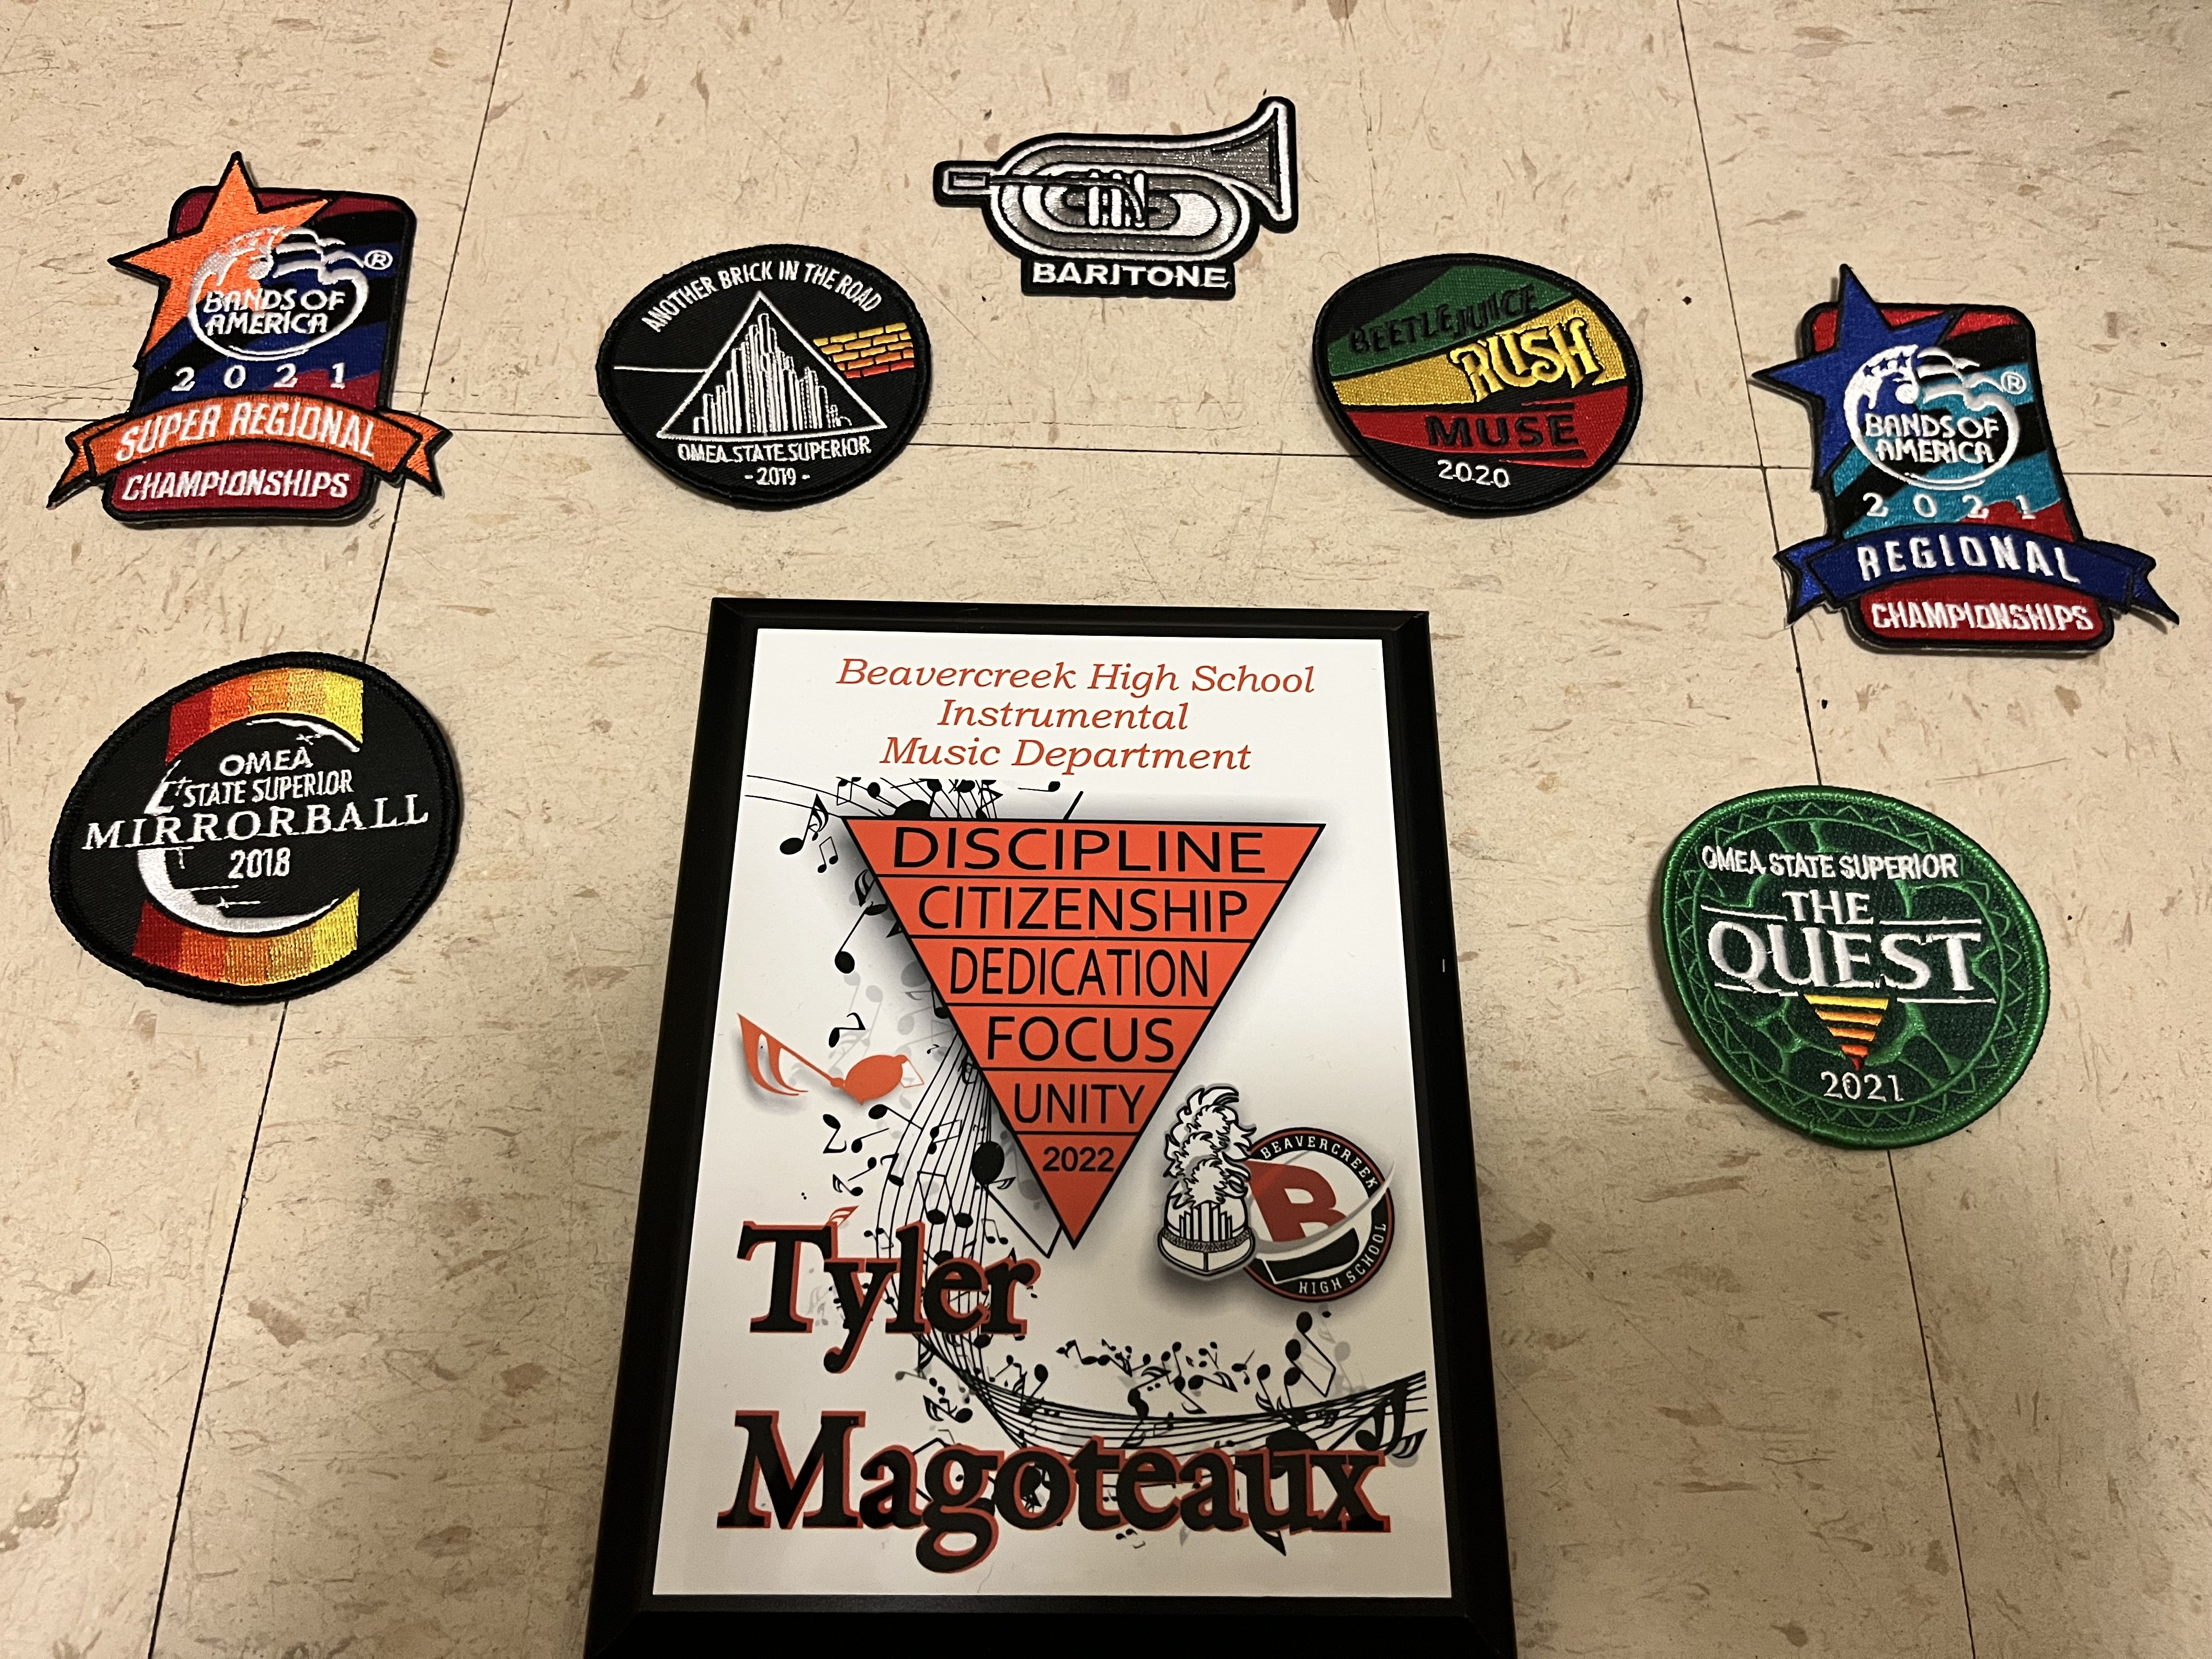 BANDS OF
AMERICA
®
2021
SUPER REGIONAL
CHAMPIONSHIPS
OMEA
STATE SUPERIOR
MIRRORBALL
2018
ANOTHER BRICK IN THE ROAD
OMEA STATE SUPERIOR
- 2019 -
BARITONE
BEETLEJUICE
RUSH
MUSE
2020
BANDS OF
AMERICA
®
2021
REGIONAL
CHAMPIONSHIPS
OMEA STATE SUPERIOR
THE
QUEST
2021
Beavercreek High School
Instrumental
Music Department
DISCIPLINE
CITIZENSHIP
DEDICATION
FOCUS
UNITY
2022
BEAVERCREEK
B
HIGH SCHOOL
Tyler
Magoteaux